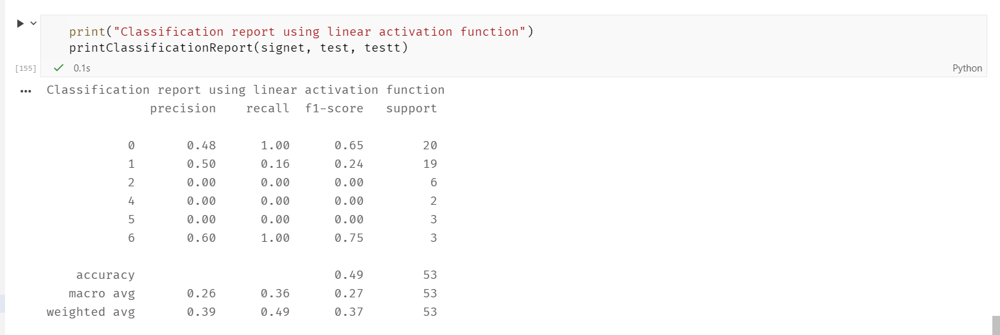 print("Classification report using linear activation function")
printClassificationReport(signet, test, testt)
[155] 0.1s Python
... Classification report using linear activation function
precision recall f1-score support
0 0.48 1.00 0.65 20
1 0.50 0.16 0.24 19
2 0.00 0.00 0.00 6
4 0.00 0.00 0.00 2
5 0.00 0.00 0.00 3
6 0.60 1.00 0.75 3
accuracy 0.49 53
macro avg 0.26 0.36 0.27 53
weighted avg 0.39 0.49 0.37 53